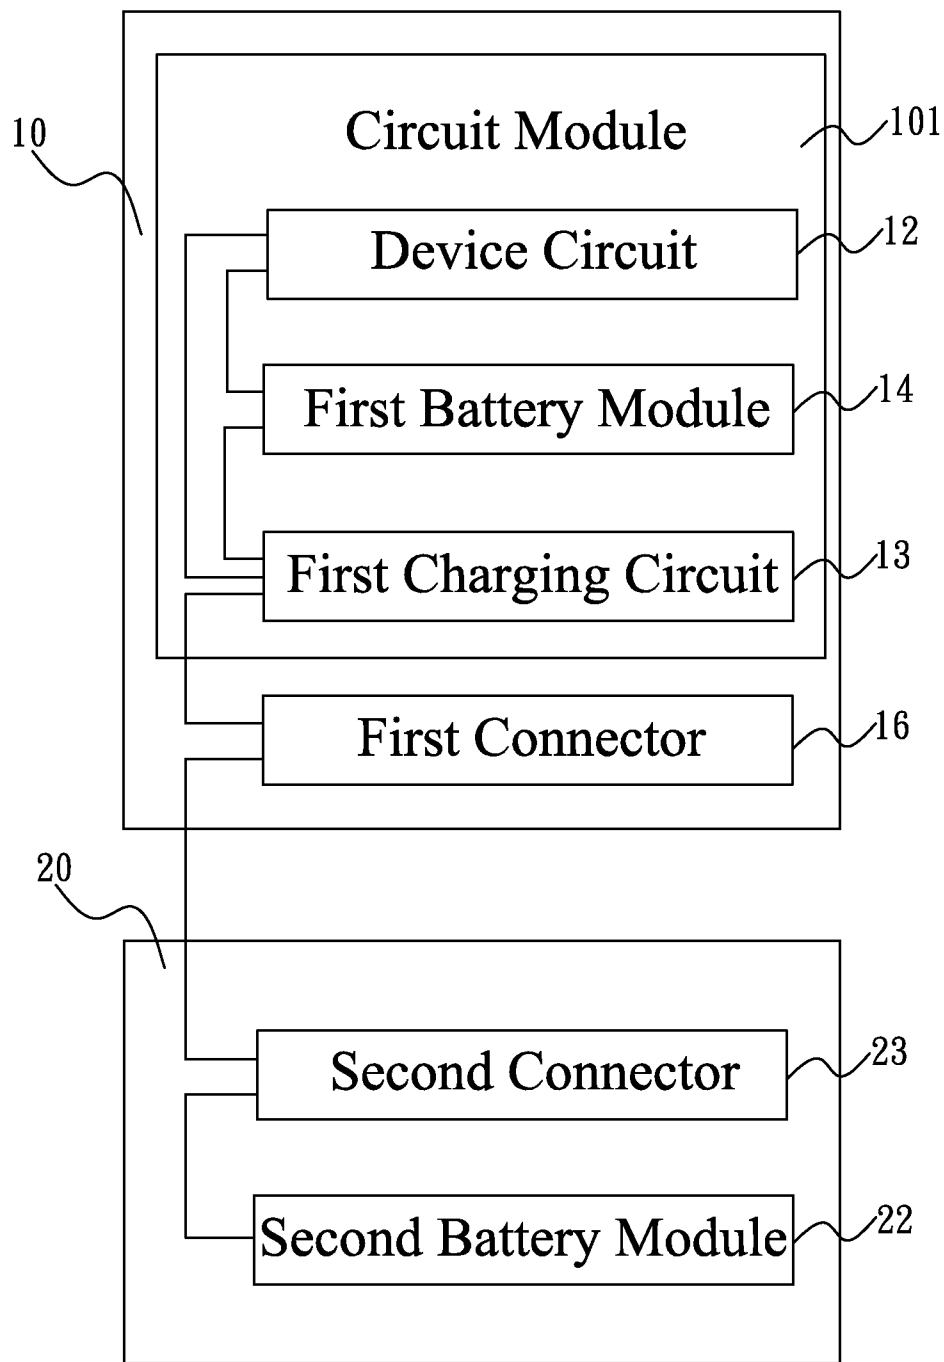 10
Circuit Module
101
Device Circuit
12
First Battery Module
14
First Charging Circuit
13
First Connector
16
20
Second Connector
23
Second Battery Module
22